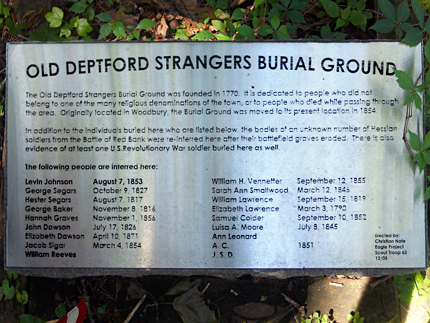 OLD DEPTFORD STRANGERS BURIAL GROUND
The Old Deptford Strangers Burial Ground was founded in 1770. It is dedicated to people who did not
belong to one of the many religious denominations of the town, or to people who died while passing through
the area. Originally located in Woodbury, the Burial Ground was moved to its present location in 1854.
In addition to the individuals buried here who are listed below, the bodies of an unknown number of Hessian
soldiers from the Battle of Red Bank were re-interred here after their battlefield graves eroded. There is also
evidence of at least one U.S. Revolutionary War soldier buried here as well.
The following people are interred here:
Levin Johnson August 7, 1853 William H. Vennetter September 12, 1855
George Segars October 9, 1827 Sarah Ann Smallwood March 12, 1846
Hester Segars August 7, 1817 William Lawrence September 15, 1819
George Baker November 8, 1816 Elizabeth Lawrence March 3, 1790
Hannah Graves November 1, 1856 Samuel Colder September 10, 1852
John Dawson July 17, 1826 Luisa A. Moore July 8, 1845
Elizabeth Dawson April 10, 1871 Ann Leonard
Jacob Sigar March 4, 1854 A. C. 1851
William Reeves J. S. D.
Erected by:
Christian Nate
Eagle Project
Scout Troop 62
12/08